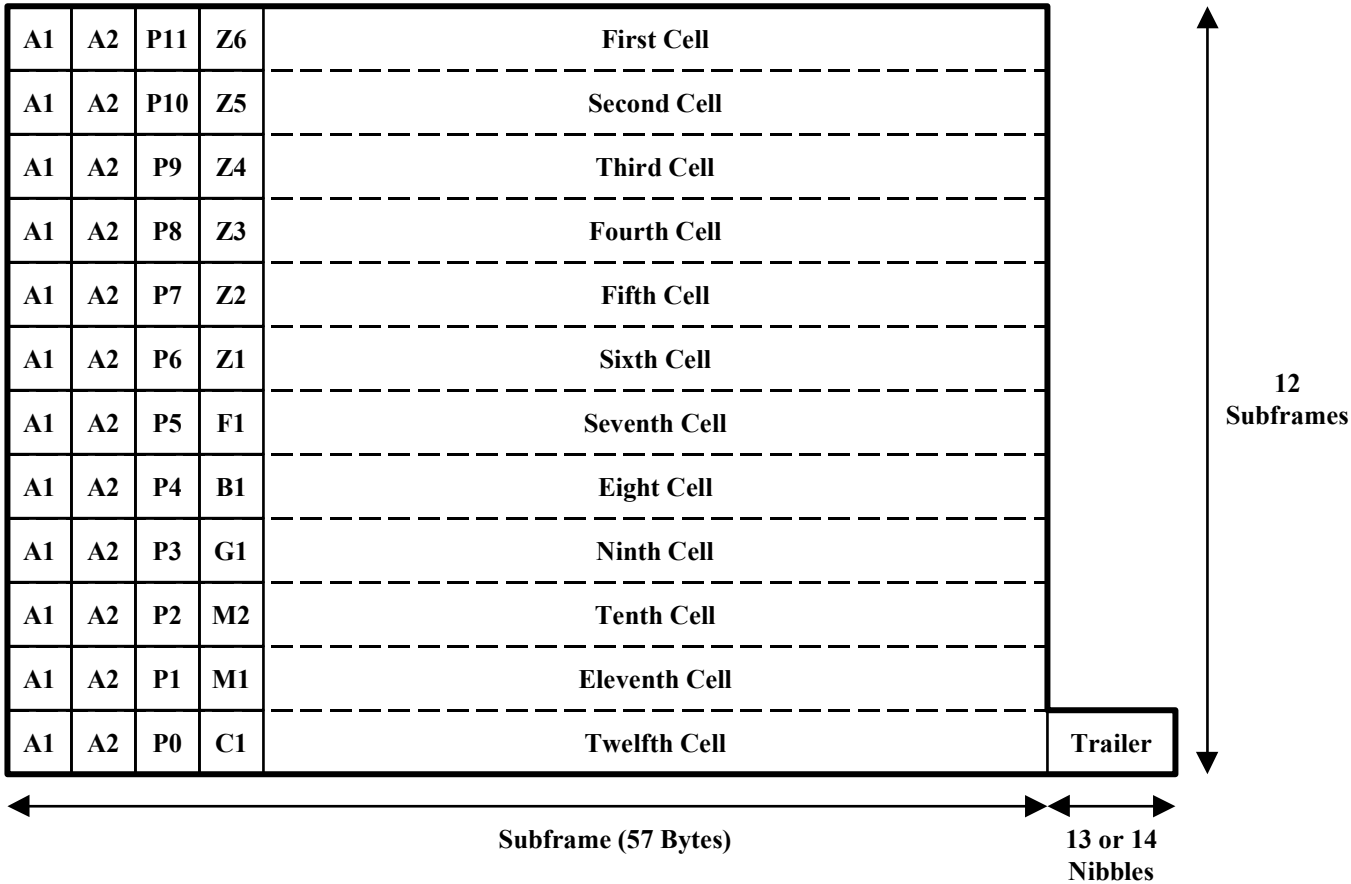 A1 A2 P11 Z6 First Cell
A1 A2 P10 Z5 Second Cell
A1 A2 P9 Z4 Third Cell
A1 A2 P8 Z3 Fourth Cell
A1 A2 P7 Z2 Fifth Cell
A1 A2 P6 Z1 Sixth Cell
A1 A2 P5 F1 Seventh Cell
A1 A2 P4 B1 Eight Cell
A1 A2 P3 G1 Ninth Cell
A1 A2 P2 M2 Tenth Cell
A1 A2 P1 M1 Eleventh Cell
A1 A2 P0 C1 Twelfth Cell Trailer
12
Subframes
Subframe (57 Bytes)
13 or 14
Nibbles